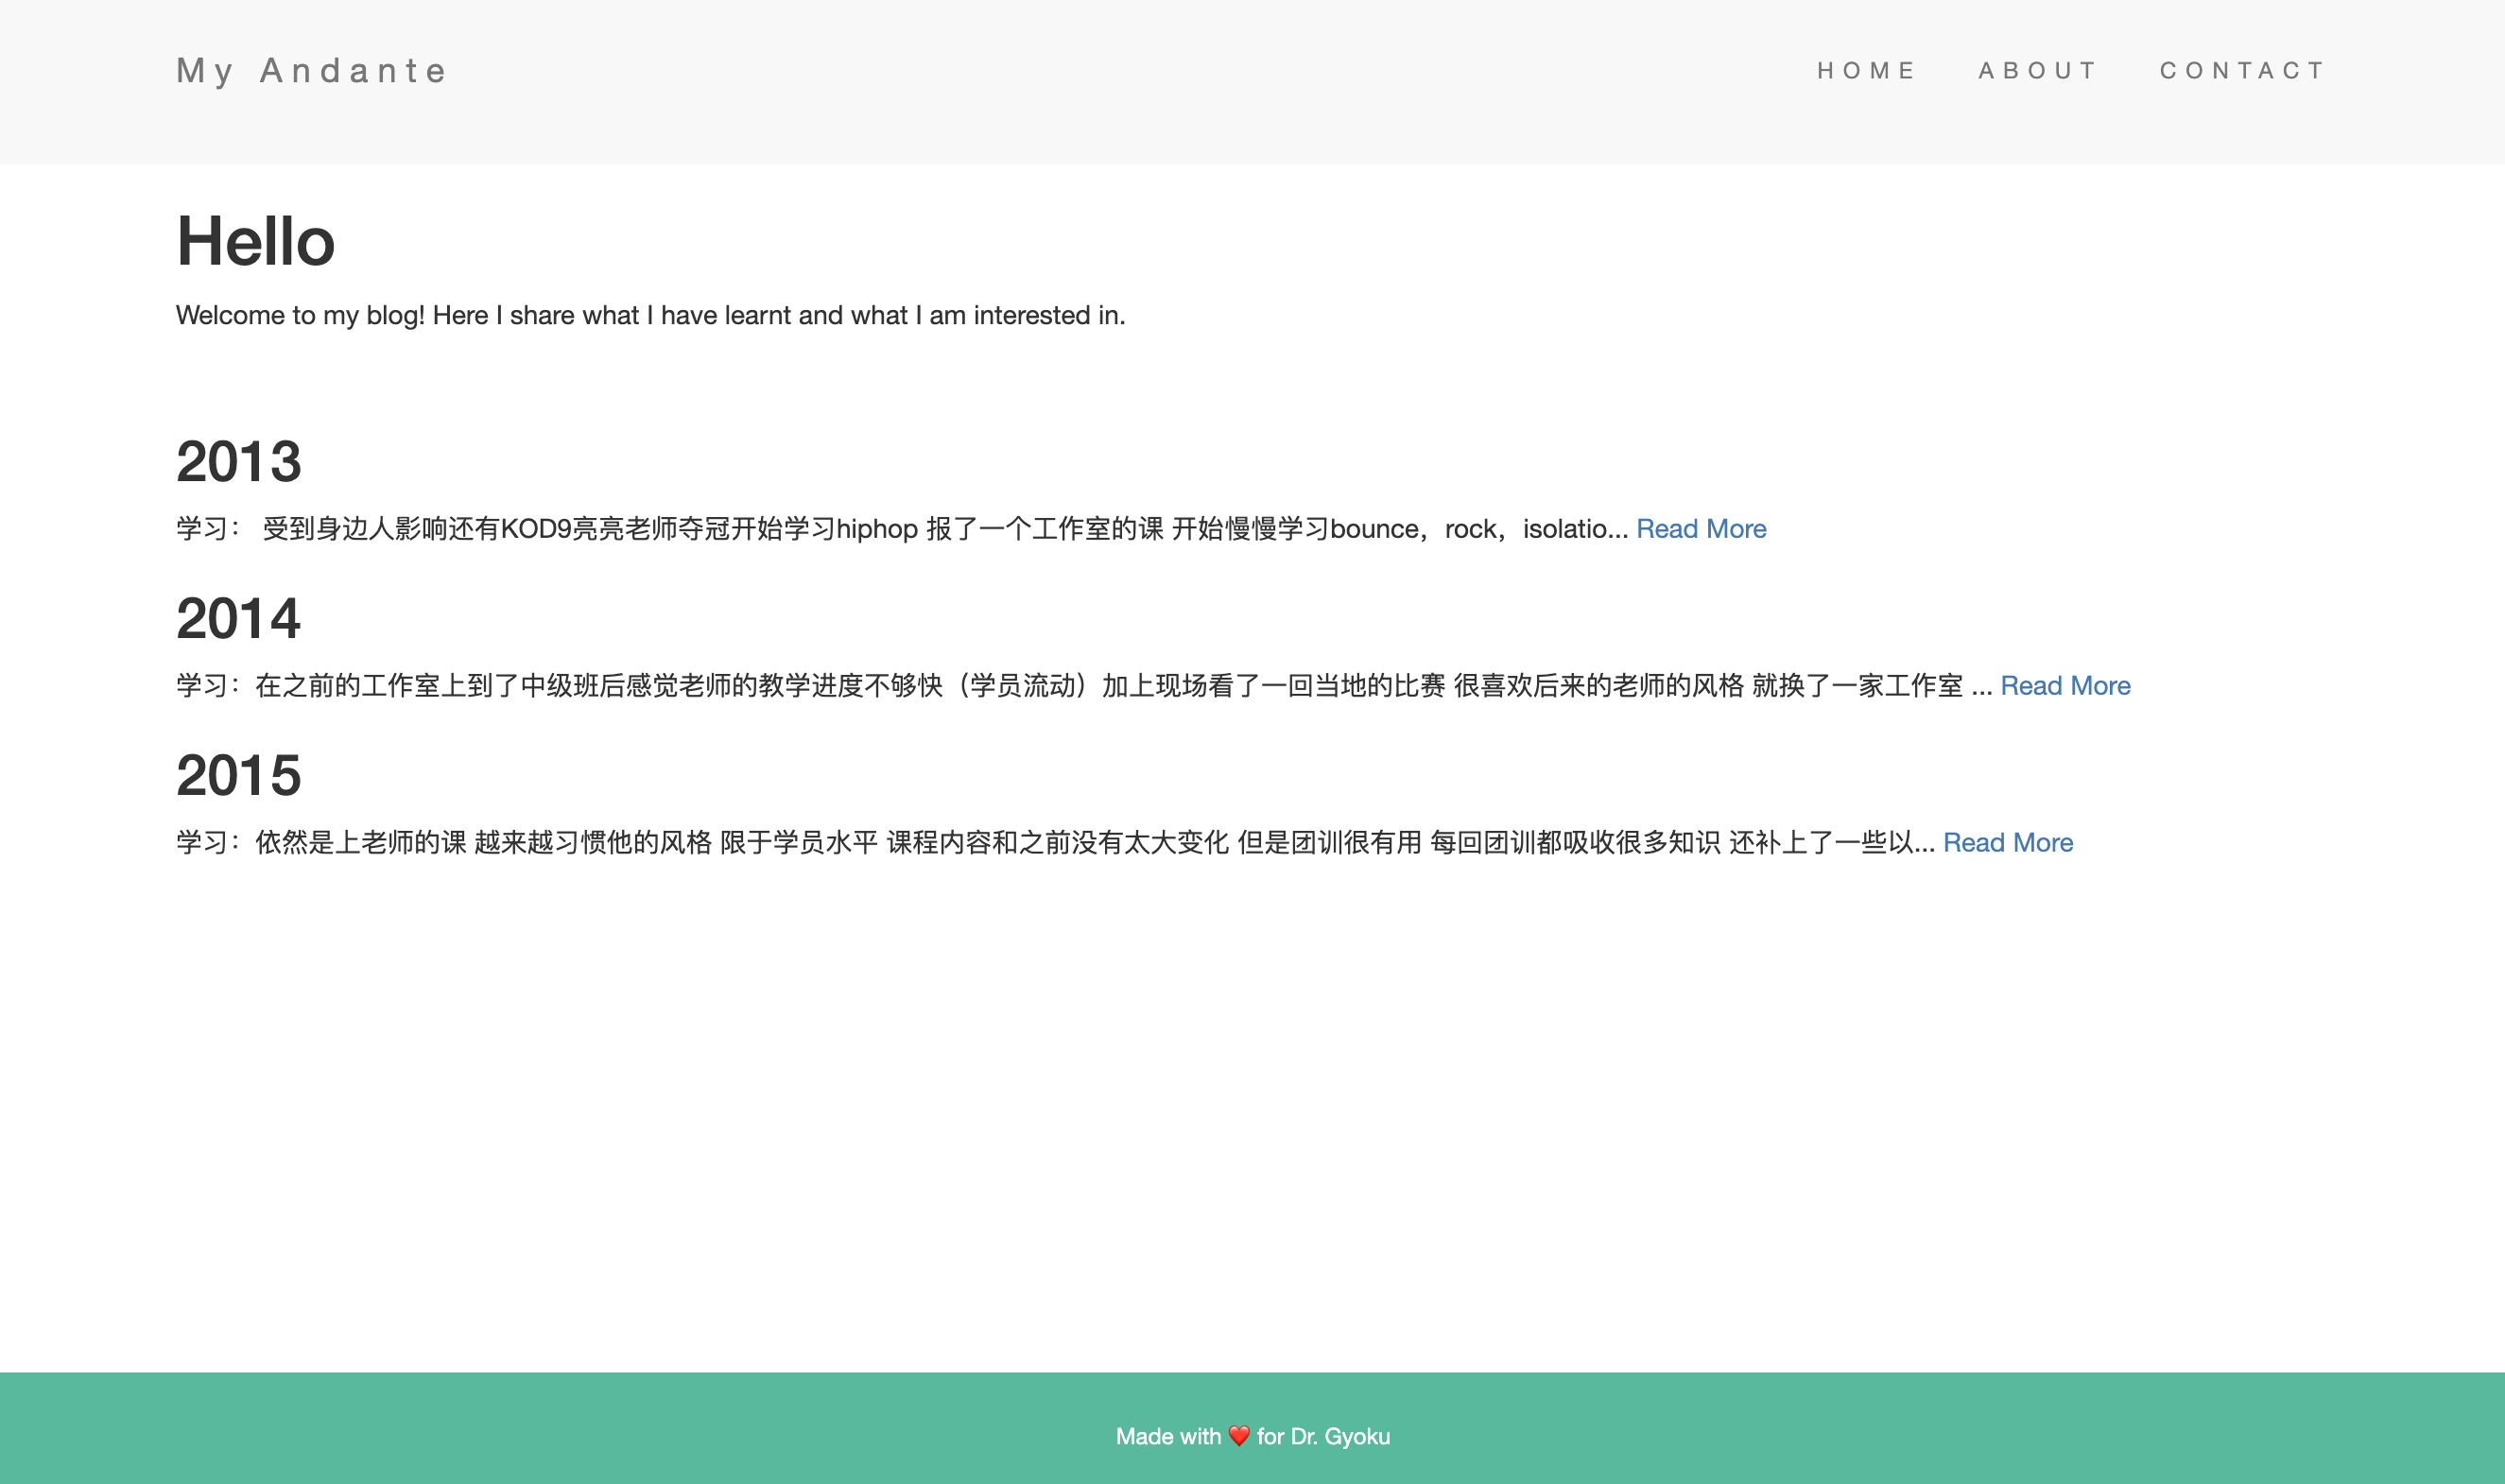 My Andante
HOME ABOUT CONTACT
Hello
Welcome to my blog! Here I share what I have learnt and what I am interested in.
2013
学习： 受到身边人影响还有KOD9亮亮老师夺冠开始学习hiphop 报了一个工作室的课 开始慢慢学习bounce，rock，isolatio... Read More
2014
学习：在之前的工作室上到了中级班后感觉老师的教学进度不够快（学员流动）加上现场看了一回当地的比赛 很喜欢后来的老师的风格 就换了一家工作室 ... Read More
2015
学习：依然是上老师的课 越来越习惯他的风格 限于学员水平 课程内容和之前没有太大变化 但是团训很有用 每回团训都吸收很多知识 还补上了一些以... Read More
Made with ❤️ for Dr. Gyoku